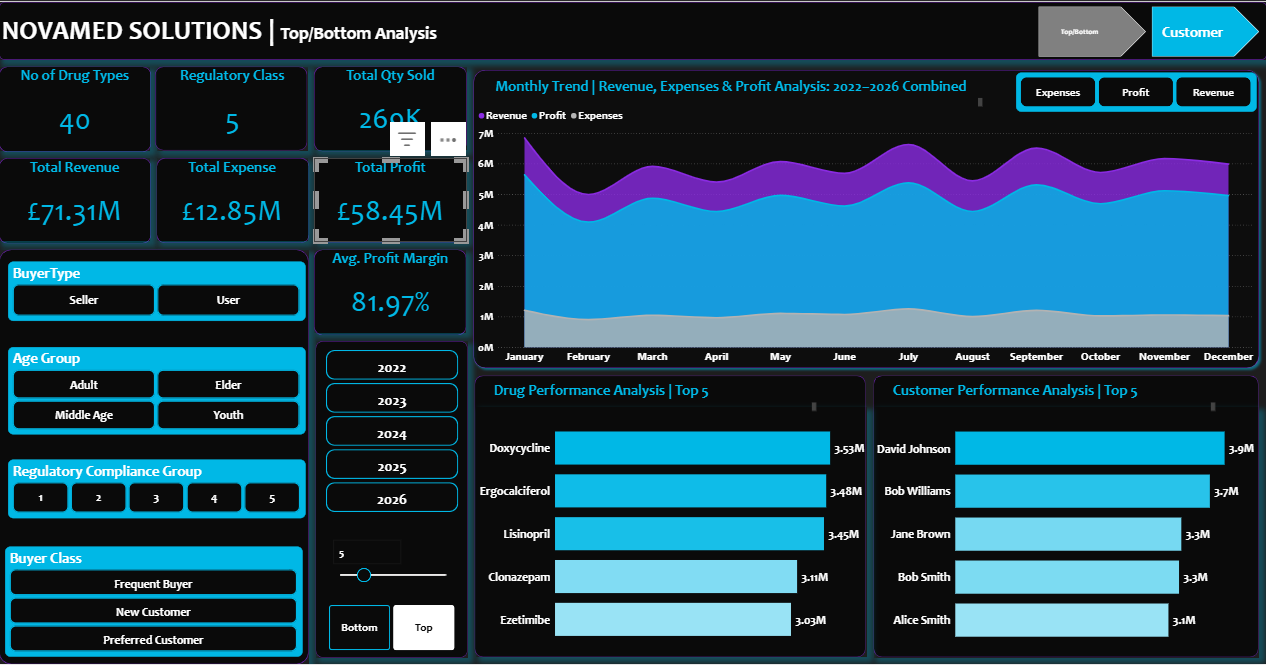 NOVAMED SOLUTIONS | Top/Bottom Analysis
Top/Bottom
Customer
No of Drug Types
40
Regulatory Class
5
Total Qty Sold
260K
Total Revenue
£71.31M
Total Expense
£12.85M
Total Profit
£58.45M
Avg. Profit Margin
81.97%
BuyerType
Seller
User
Age Group
Adult
Elder
Middle Age
Youth
Regulatory Compliance Group
1
2
3
4
5
Buyer Class
Frequent Buyer
New Customer
Preferred Customer
2022
2023
2024
2025
2026
5
Bottom
Top
Monthly Trend | Revenue, Expenses & Profit Analysis: 2022–2026 Combined
Expenses
Profit
Revenue
Revenue Profit Expenses
7M
6M
5M
4M
3M
2M
1M
0M
January February March April May June July August September October November December
Drug Performance Analysis | Top 5
Doxycycline 3.53M
Ergocalciferol 3.48M
Lisinopril 3.45M
Clonazepam 3.11M
Ezetimibe 3.03M
Customer Performance Analysis | Top 5
David Johnson 3.9M
Bob Williams 3.7M
Jane Brown 3.3M
Bob Smith 3.3M
Alice Smith 3.1M